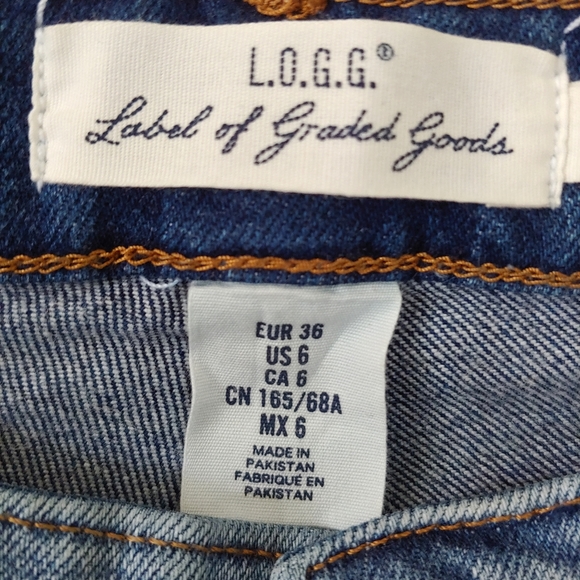 L.O.G.G.®
Label of Graded Goods
EUR 36
US 6
CA 6
CN 165/68A
MX 6
MADE IN
PAKISTAN
FABRIQUÉ EN
PAKISTAN